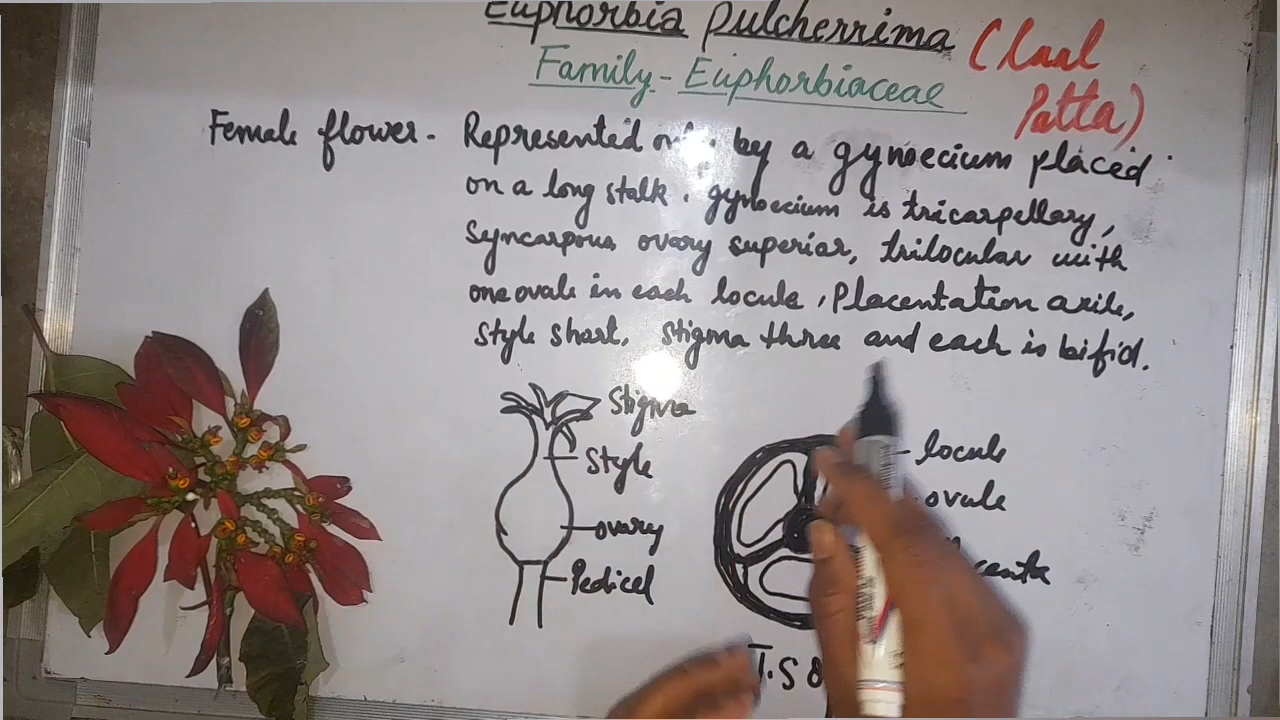 Euphorbia pulcherrima (Laal
Patta)
Family - Euphorbiaceae
Female flower - Represented by a gynoecium placed
on a long stalk. gynoecium is tricarpellary,
Syncarpous ovary superior, trilocular with
one ovule in each locule, Placentation axile,
Style short, Stigma three and each is bifid.
Stigma
Style
ovary
Pedicel
locule
ovule
T.S